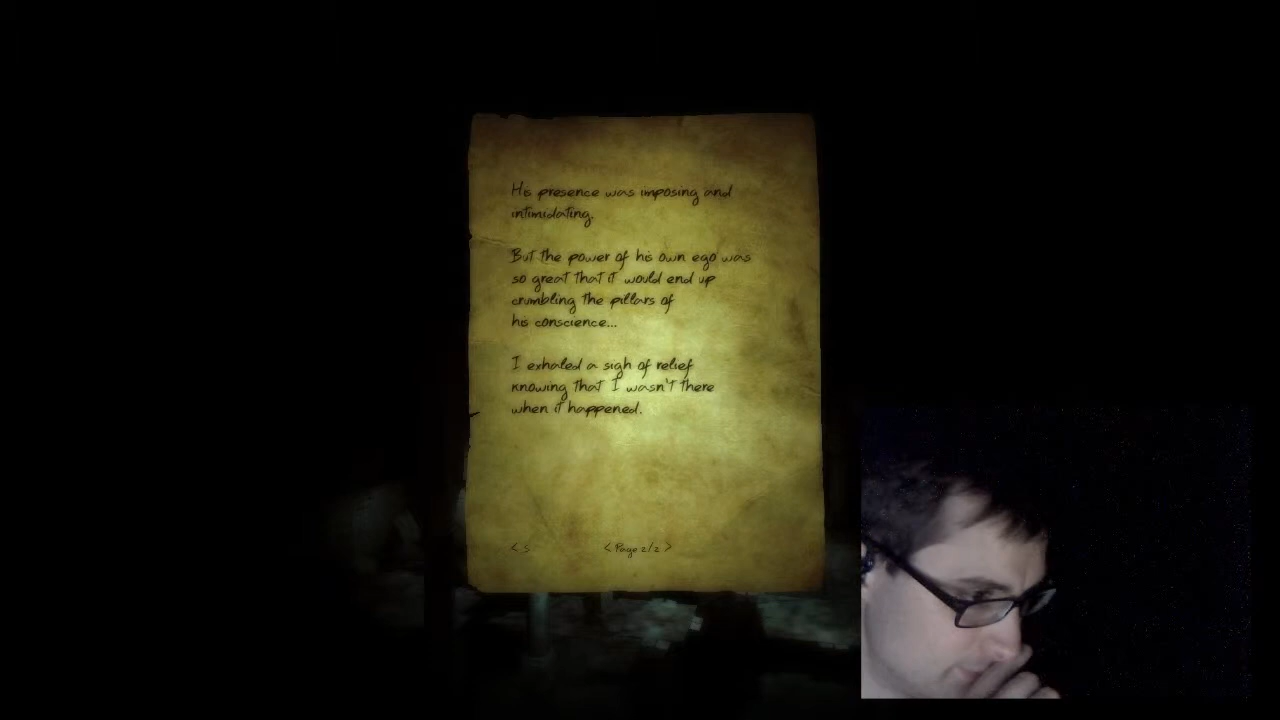 His presence was imposing and
intimidating.
But the power of his own ego was
so great that it would end up
crumbling the pillars of
his conscience...
I exhaled a sigh of relief
knowing that I wasn't there
when it happened.
< S
< Page 2/2 >